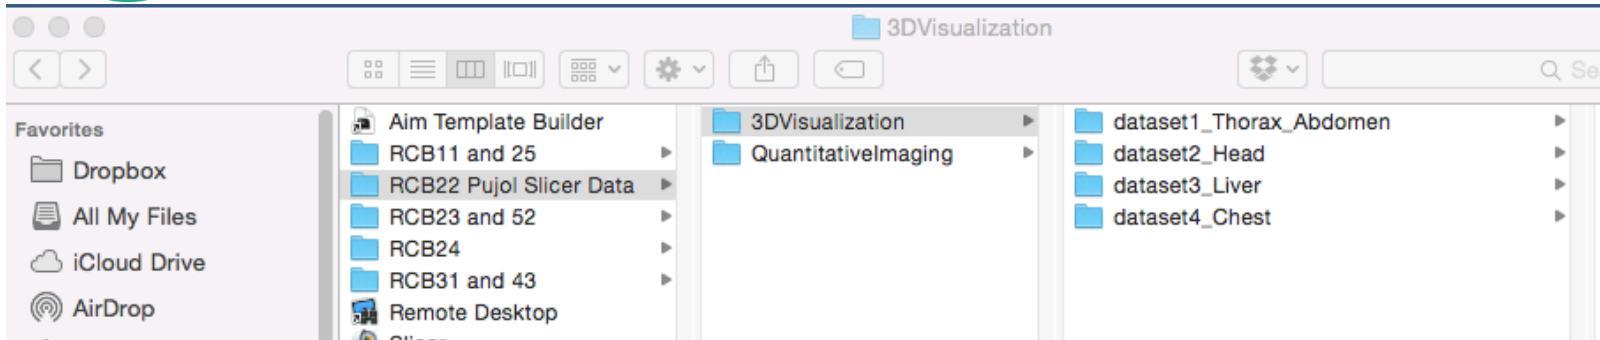 3DVisualization
Favorites
Dropbox
All My Files
iCloud Drive
AirDrop
Aim Template Builder
RCB11 and 25
RCB22 Pujol Slicer Data
RCB23 and 52
RCB24
RCB31 and 43
Remote Desktop
3DVisualization
QuantitativeImaging
dataset1_Thorax_Abdomen
dataset2_Head
dataset3_Liver
dataset4_Chest